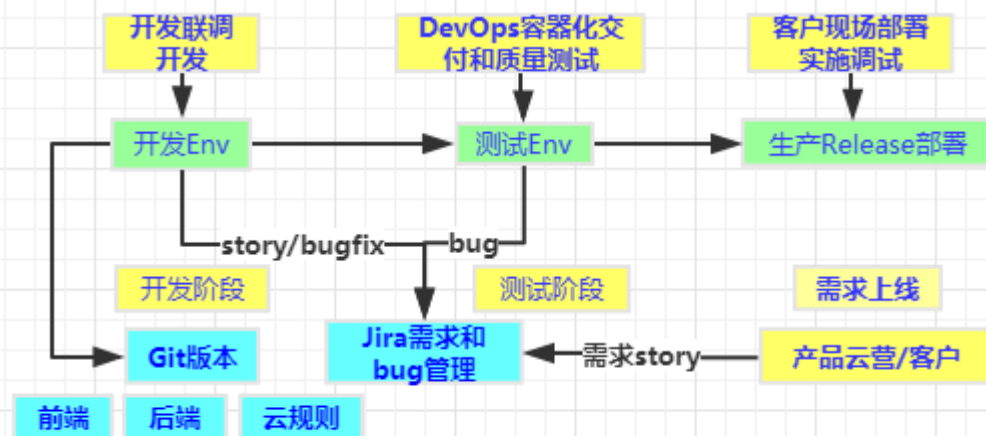 开发联调
开发
DevOps容器化交
付和质量测试
客户现场部署
实施调试
开发Env
测试Env
生产Release部署
story/bugfix
bug
开发阶段
测试阶段
需求上线
Git版本
Jira需求和
bug管理
需求story
产品云营/客户
前端
后端
云规则